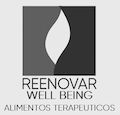 REENOVAR
WELL BEING
ALIMENTOS TERAPEUTICOS